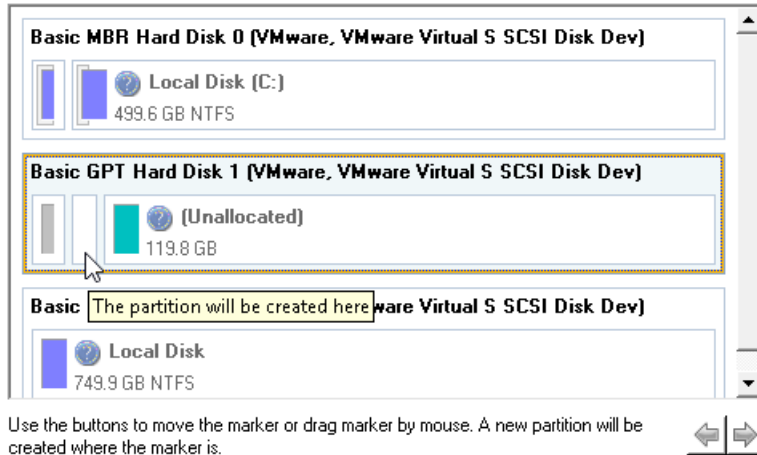 Basic MBR Hard Disk 0 (VMware, VMware Virtual S SCSI Disk Dev)
Local Disk (C:)
499.6 GB NTFS
Basic GPT Hard Disk 1 (VMware, VMware Virtual S SCSI Disk Dev)
(Unallocated)
119.8 GB
Basic
The partition will be created here
ware Virtual S SCSI Disk Dev)
Local Disk
749.9 GB NTFS
Use the buttons to move the marker or drag marker by mouse. A new partition will be
created where the marker is.